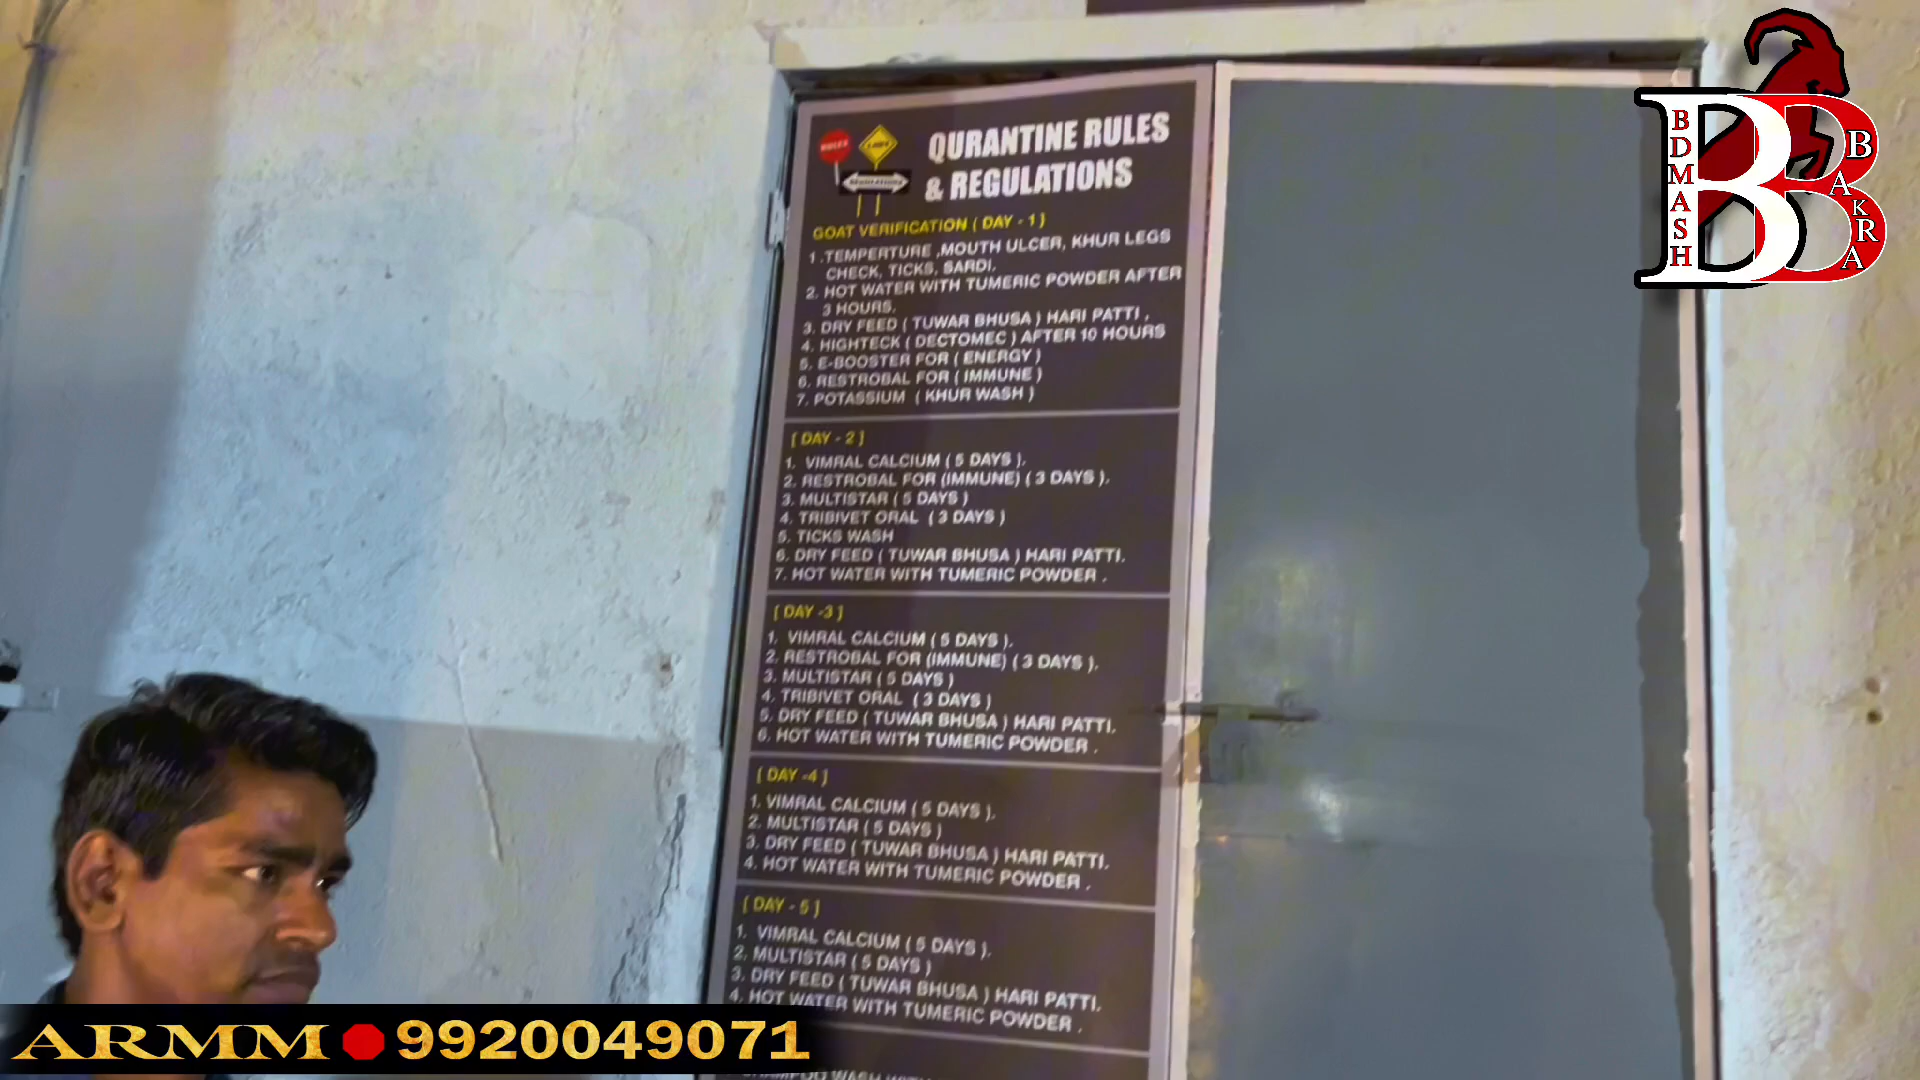 RULES
QURANTINE RULES
& REGULATIONS
GOAT VERIFICATION ( DAY - 1 )
1 .TEMPERTURE ,MOUTH ULCER, KHUR LEGS
CHECK, TICKS, SARDI.
2. HOT WATER WITH TUMERIC POWDER AFTER
3 HOURS.
3. DRY FEED ( TUWAR BHUSA ) HARI PATTI ,
4. HIGHTECK ( DECTOMEC ) AFTER 10 HOURS
5. E-BOOSTER FOR ( ENERGY )
6. RESTROBAL FOR ( IMMUNE )
7. POTASSIUM ( KHUR WASH )
[ DAY - 2 ]
1. VIMRAL CALCIUM ( 5 DAYS ).
2. RESTROBAL FOR (IMMUNE) ( 3 DAYS ).
3. MULTISTAR ( 5 DAYS )
4. TRIBIVET ORAL ( 3 DAYS )
5. TICKS WASH
6. DRY FEED ( TUWAR BHUSA ) HARI PATTI.
7. HOT WATER WITH TUMERIC POWDER .
[ DAY -3 ]
1. VIMRAL CALCIUM ( 5 DAYS ).
2. RESTROBAL FOR (IMMUNE) ( 3 DAYS ).
3. MULTISTAR ( 5 DAYS )
4. TRIBIVET ORAL ( 3 DAYS )
5. DRY FEED ( TUWAR BHUSA ) HARI PATTI.
6. HOT WATER WITH TUMERIC POWDER .
[ DAY -4 ]
1. VIMRAL CALCIUM ( 5 DAYS ).
2. MULTISTAR ( 5 DAYS )
3. DRY FEED ( TUWAR BHUSA ) HARI PATTI.
4. HOT WATER WITH TUMERIC POWDER .
[ DAY - 5 ]
1. VIMRAL CALCIUM ( 5 DAYS ).
2. MULTISTAR ( 5 DAYS )
3. DRY FEED ( TUWAR BHUSA ) HARI PATTI.
4. HOT WATER WITH TUMERIC POWDER .
BB
BDMASH
BAKRA
ARMM 9920049071